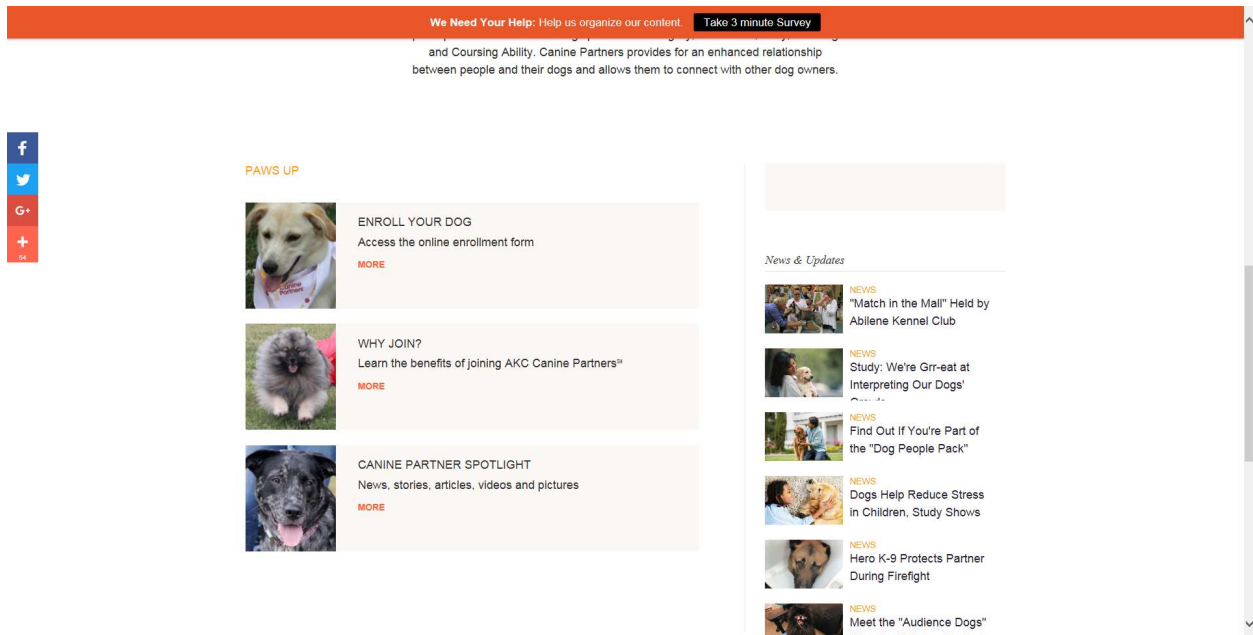 We Need Your Help: Help us organize our content. Take 3 minute Survey
and Coursing Ability. Canine Partners provides for an enhanced relationship
between people and their dogs and allows them to connect with other dog owners.
f
G+
+
54
PAWS UP
ENROLL YOUR DOG
Access the online enrollment form
MORE
Canine
Partners
WHY JOIN?
Learn the benefits of joining AKC Canine Partners℠
MORE
CANINE PARTNER SPOTLIGHT
News, stories, articles, videos and pictures
MORE
News & Updates
NEWS
"Match in the Mall" Held by
Abilene Kennel Club
NEWS
Study: We're Grr-eat at
Interpreting Our Dogs'
NEWS
Find Out If You're Part of
the "Dog People Pack"
NEWS
Dogs Help Reduce Stress
in Children, Study Shows
NEWS
Hero K-9 Protects Partner
During Firefight
NEWS
Meet the "Audience Dogs"